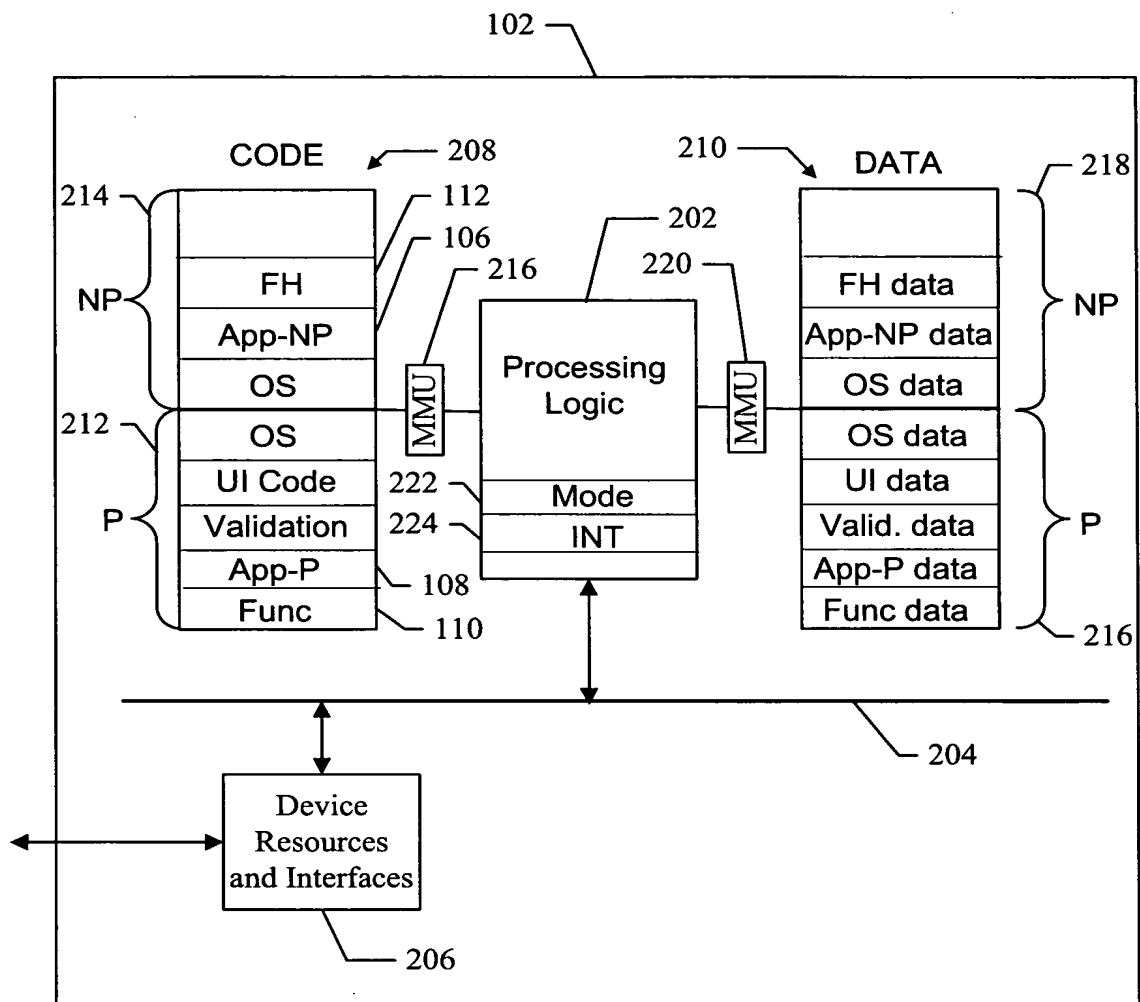 102
CODE
208
210
DATA
214
218
112
202
106
216
220
FH
FH data
NP
NP
App-NP
App-NP data
MMU
Processing
Logic
MMU
OS
OS data
212
OS
OS data
UI Code
222
Mode
UI data
P
Validation
224
INT
Valid. data
P
App-P
108
App-P data
Func
110
Func data
216
204
Device
Resources
and Interfaces
206